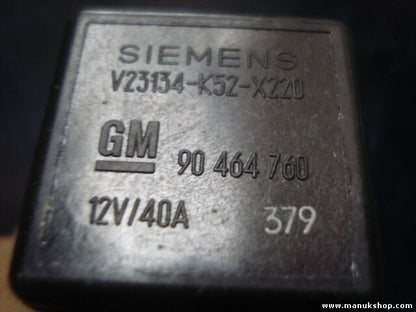 SIEMENS
V23134-K52-X220
GM 90 464 760
12V/40A 379
www.manukshop.com